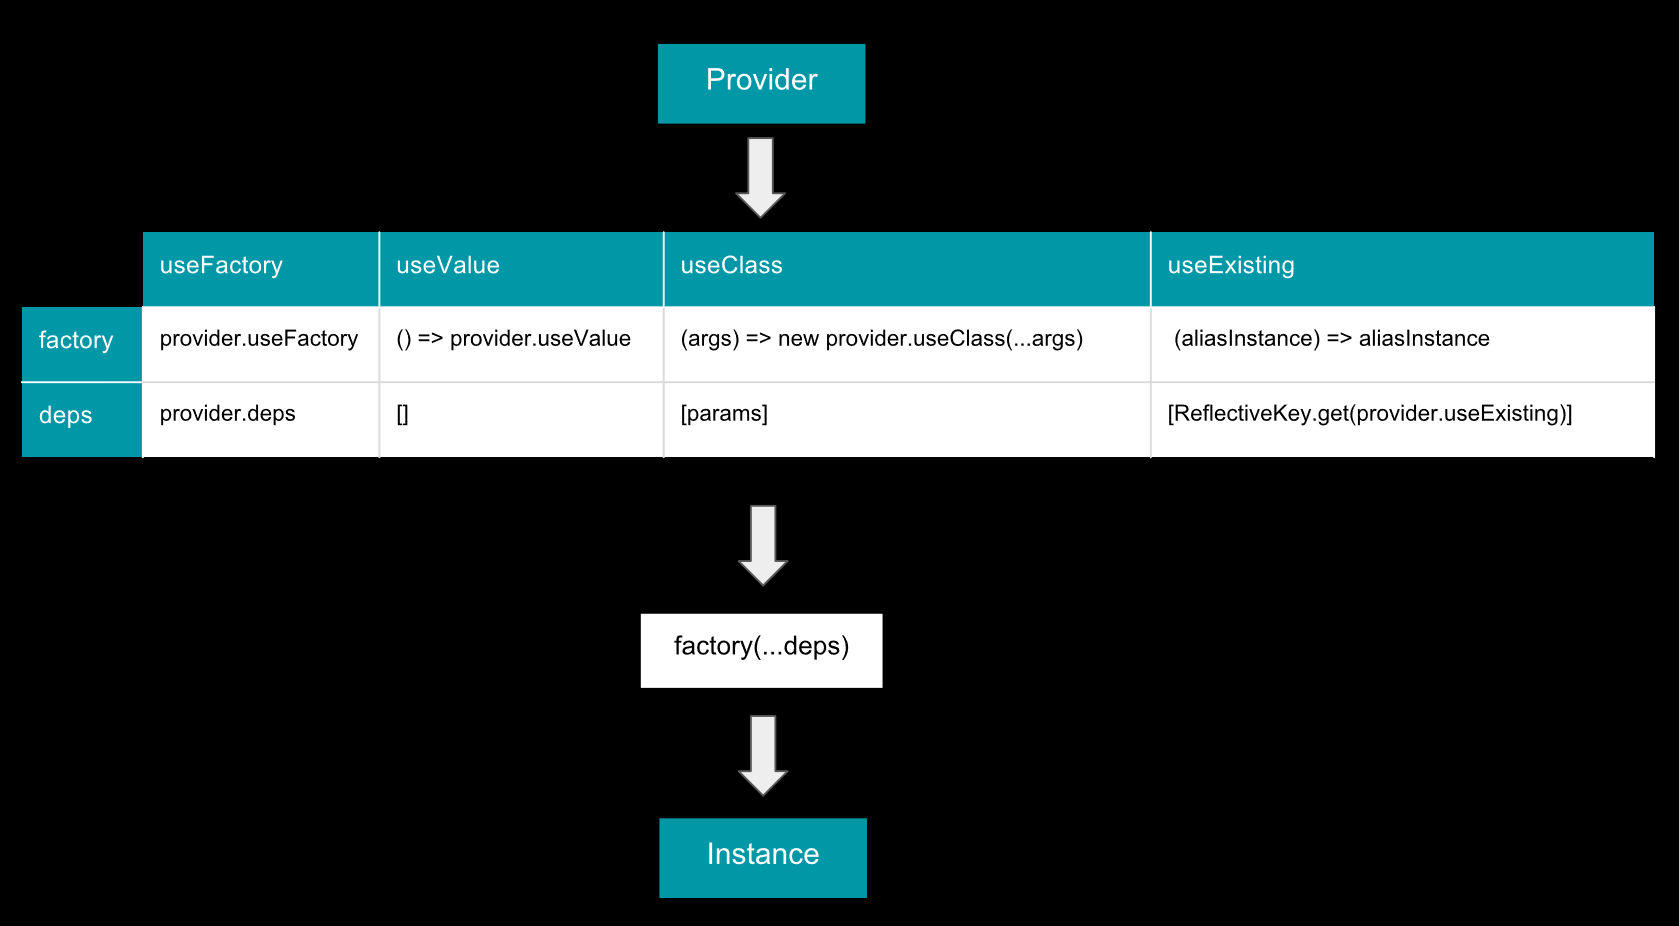 Provider
useFactory useValue useClass useExisting
factory provider.useFactory () => provider.useValue (args) => new provider.useClass(...args) (aliasInstance) => aliasInstance
deps provider.deps [] [params] [ReflectiveKey.get(provider.useExisting)]
factory(...deps)
Instance